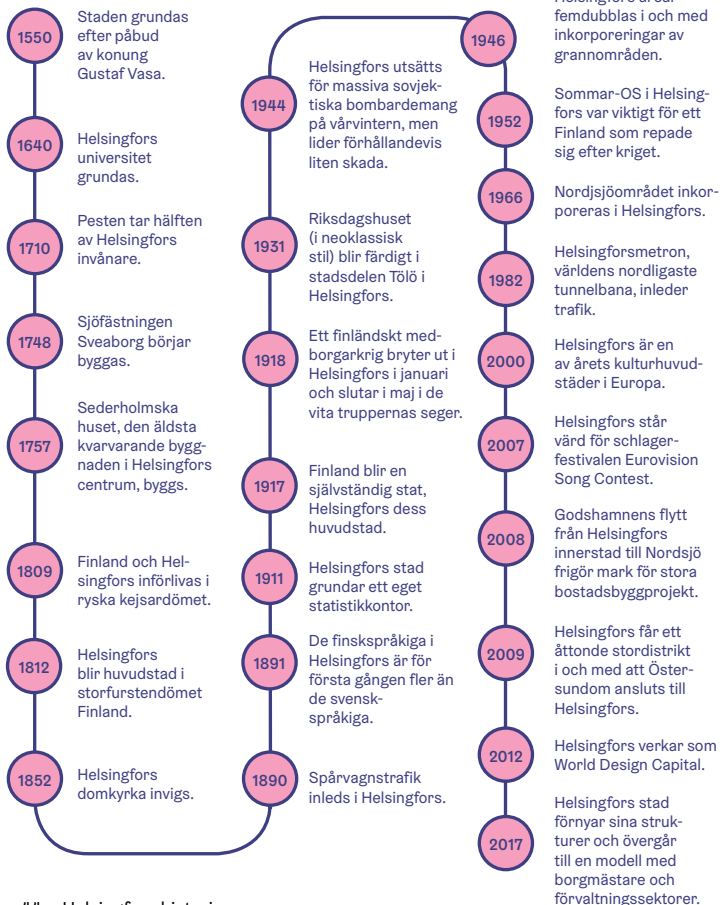 1550
Staden grundas
efter påbud
av konung
Gustaf Vasa.
1640
Helsingfors
universitet
grundas.
1710
Pesten tar hälften
av Helsingfors
invånare.
1748
Sjöfästningen
Sveaborg börjar
byggas.
1757
Sederholmska
huset, den äldsta
kvarvarande bygg-
naden i Helsingfors
centrum, byggs.
1809
Finland och Hel-
singfors införlivas i
ryska kejsardömet.
1812
Helsingfors
blir huvudstad i
storfurstendömet
Finland.
1852
Helsingfors
domkyrka invigs.
1890
Spårvagnstrafik
inleds i Helsingfors.
1891
De finskspråkiga i
Helsingfors är för
första gången fler än
de svensk-
språkiga.
1911
Helsingfors stad
grundar ett eget
statistikkontor.
1917
Finland blir en
självständig stat,
Helsingfors dess
huvudstad.
1918
Ett finländskt med-
borgarkrig bryter ut i
Helsingfors i januari
och slutar i maj i de
vita truppernas seger.
1931
Riksdagshuset
(i neoklassisk
stil) blir färdigt i
stadsdelen Tölö i
Helsingfors.
1944
Helsingfors utsätts
för massiva sovjek-
tiska bombardemang
på vårvintern, men
lider förhållandevis
liten skada.
1946
femdubblas i och med
inkorporeringar av
grannområden.
1952
Sommar-OS i Helsing-
fors var viktigt för ett
Finland som repade
sig efter kriget.
1966
Nordjsjöområdet inkor-
poreras i Helsingfors.
1982
Helsingforsmetron,
världens nordligaste
tunnelbana, inleder
trafik.
2000
Helsingfors är en
av årets kulturhuvud-
städer i Europa.
2007
Helsingfors står
värd för schlager-
festivalen Eurovision
Song Contest.
2008
Godshamnens flytt
från Helsingfors
innerstad till Nordsjö
frigör mark för stora
bostadsbyggprojekt.
2009
Helsingfors får ett
åttonde stordistrikt
i och med att Öster-
sundom ansluts till
Helsingfors.
2012
Helsingfors verkar som
World Design Capital.
2017
Helsingfors stad
förnyar sina struk-
turer och övergår
till en modell med
borgmästare och
förvaltningssektorer.